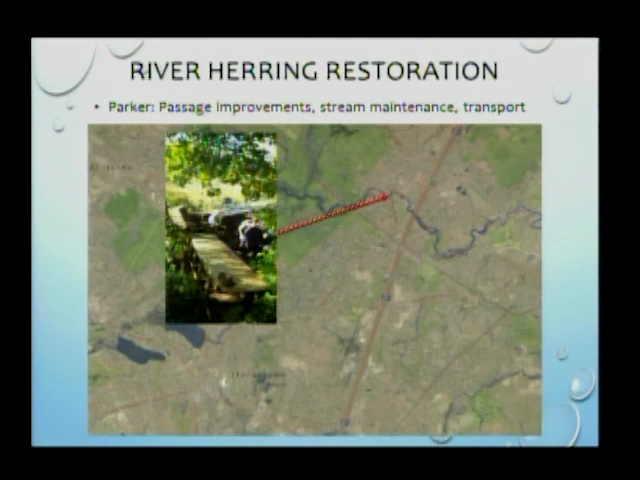 RIVER HERRING RESTORATION
• Parker: Passage improvements, stream maintenance, transport